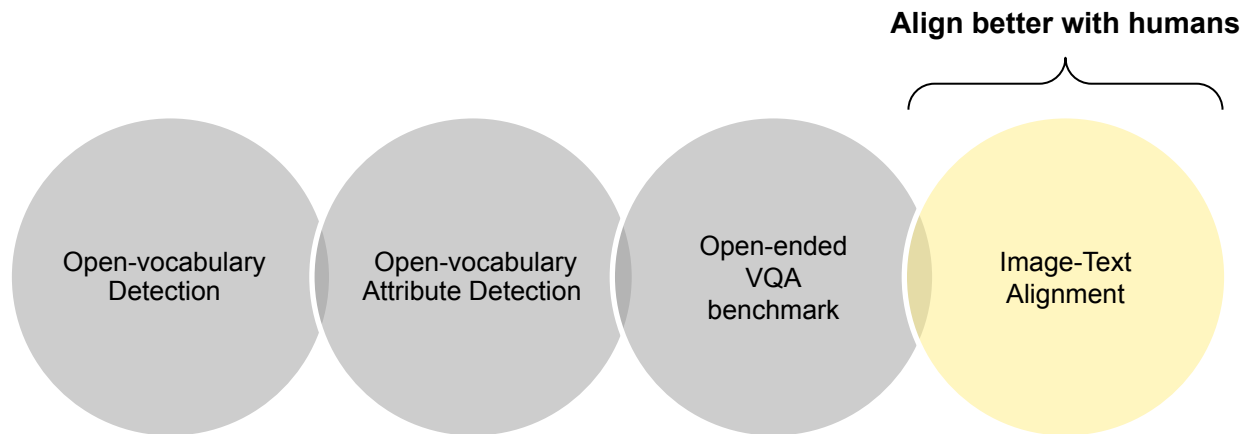 Align better with humans
Open-vocabulary
Detection
Open-vocabulary
Attribute Detection
Open-ended
VQA
benchmark
Image-Text
Alignment